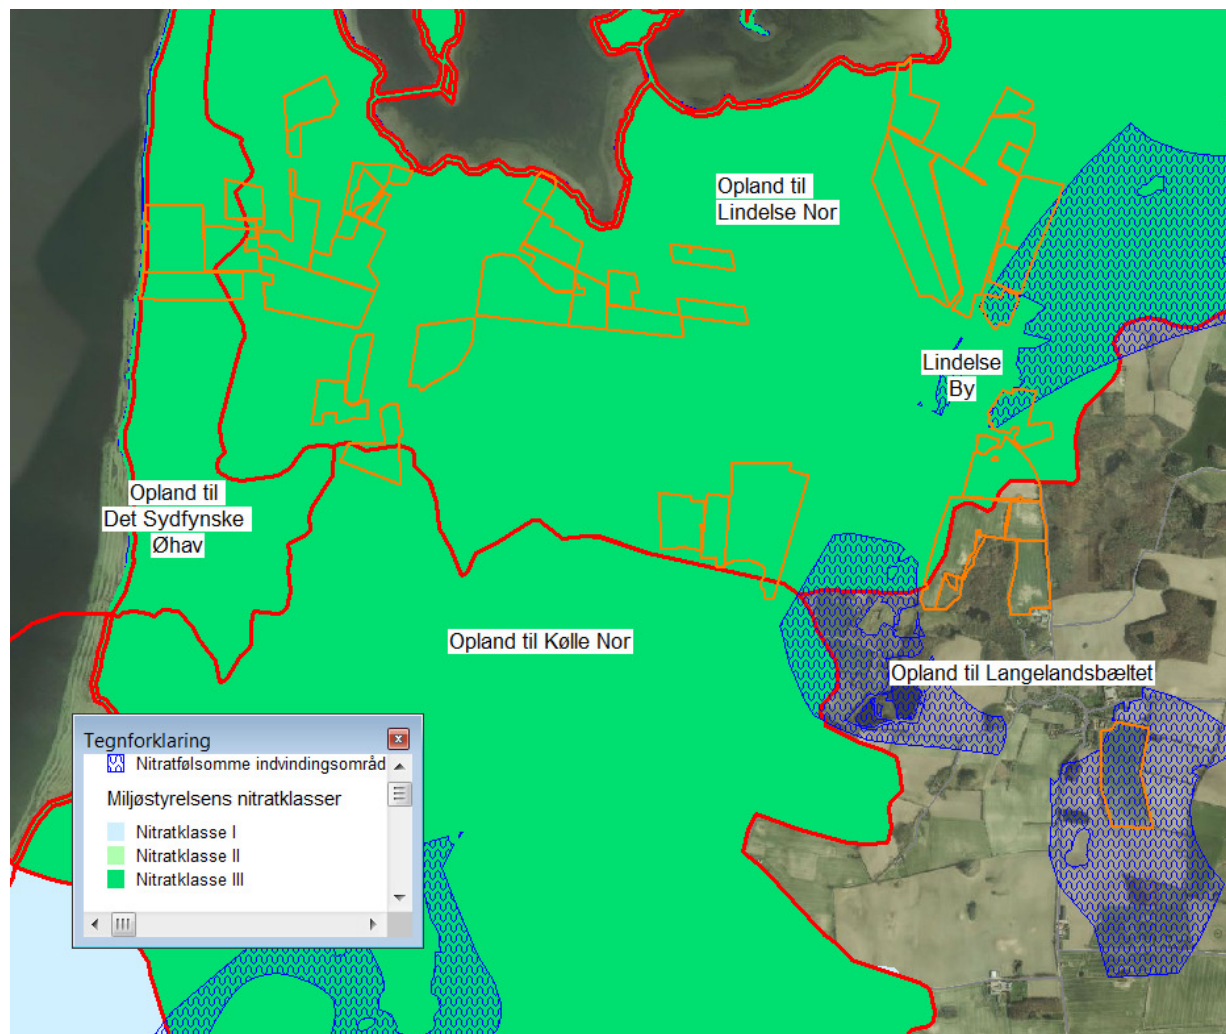 Opland til
Lindelse Nor
Lindelse
By
Opland til
Det Sydfynske
Øhav
Opland til Kølle Nor
Opland til Langelandsbæltet
Tegnforklaring
Nitratfølsomme indvindingsområd
Miljøstyrelsens nitratklasser
Nitratklasse I
Nitratklasse II
Nitratklasse III